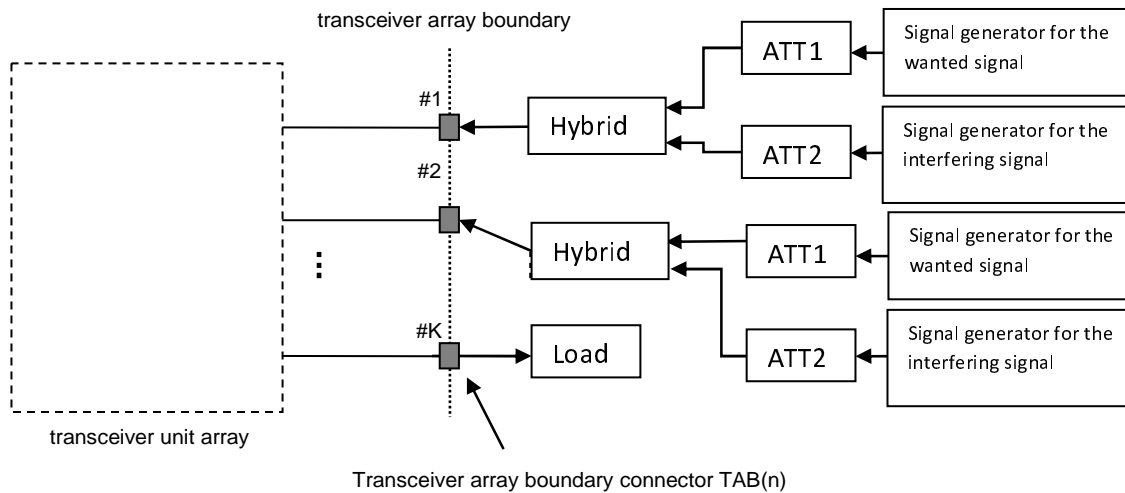 transceiver array boundary
#1
Hybrid
ATT1
Signal generator for the
wanted signal
ATT2
Signal generator for the
interfering signal
#2
Hybrid
ATT1
Signal generator for the
wanted signal
ATT2
Signal generator for the
interfering signal
#K
Load
transceiver unit array
Transceiver array boundary connector TAB(n)